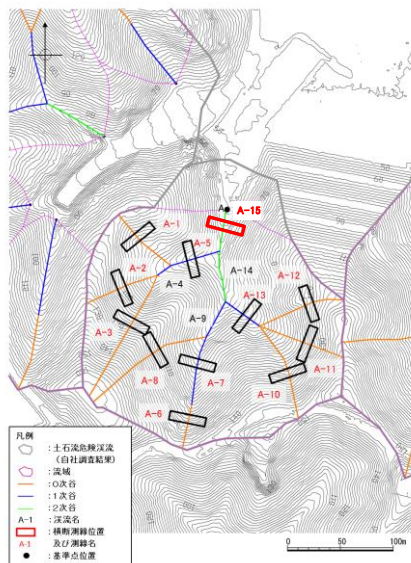 A-15
A-1
A-5
A-14
A-2
A-4
A-12
A-9
A-13
A-3
A-8
A-7
A-11
A-10
A-6
凡例
：土石流危険渓流
（自社調査結果）
：流域
：0次谷
：1次谷
：2次谷
A-1 ：渓流名
：横断測線位置
A-1 及び測線名
：基準点位置
0 50 100m